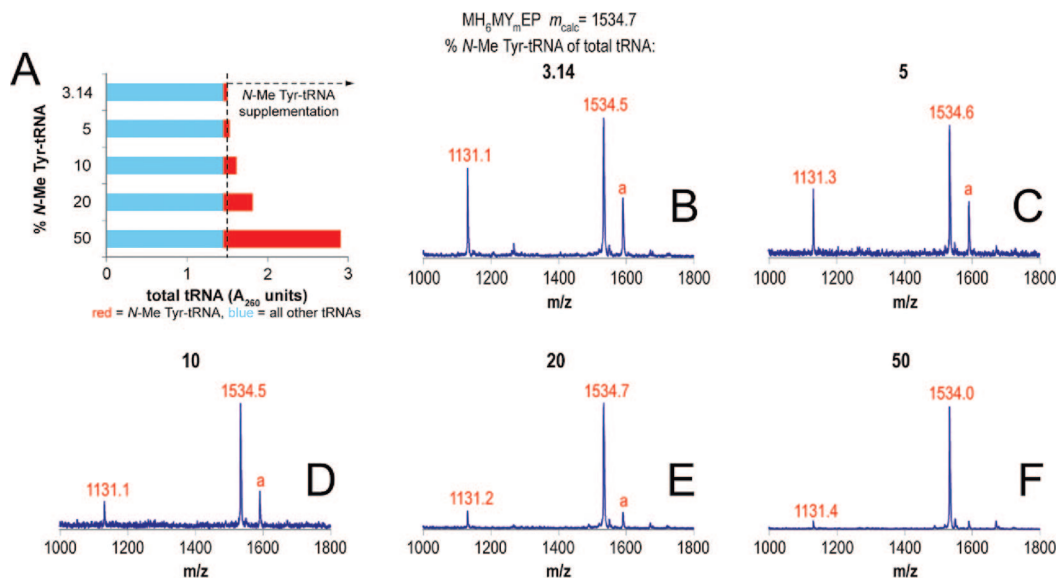 MH6MYmEP mcalc= 1534.7
% N-Me Tyr-tRNA of total tRNA:
A
% N-Me Tyr-tRNA
3.14
5
10
20
50
N-Me Tyr-tRNA
supplementation
0 1 2 3
total tRNA (A260 units)
red = N-Me Tyr-tRNA, blue = all other tRNAs
3.14
1131.1
1534.5
a
B
1000 1200 1400 1600 1800
m/z
5
1131.3
1534.6
a
C
1000 1200 1400 1600 1800
m/z
10
1131.1
1534.5
a
D
1000 1200 1400 1600 1800
m/z
20
1131.2
1534.7
a
E
1000 1200 1400 1600 1800
m/z
50
1131.4
1534.0
F
1000 1200 1400 1600 1800
m/z